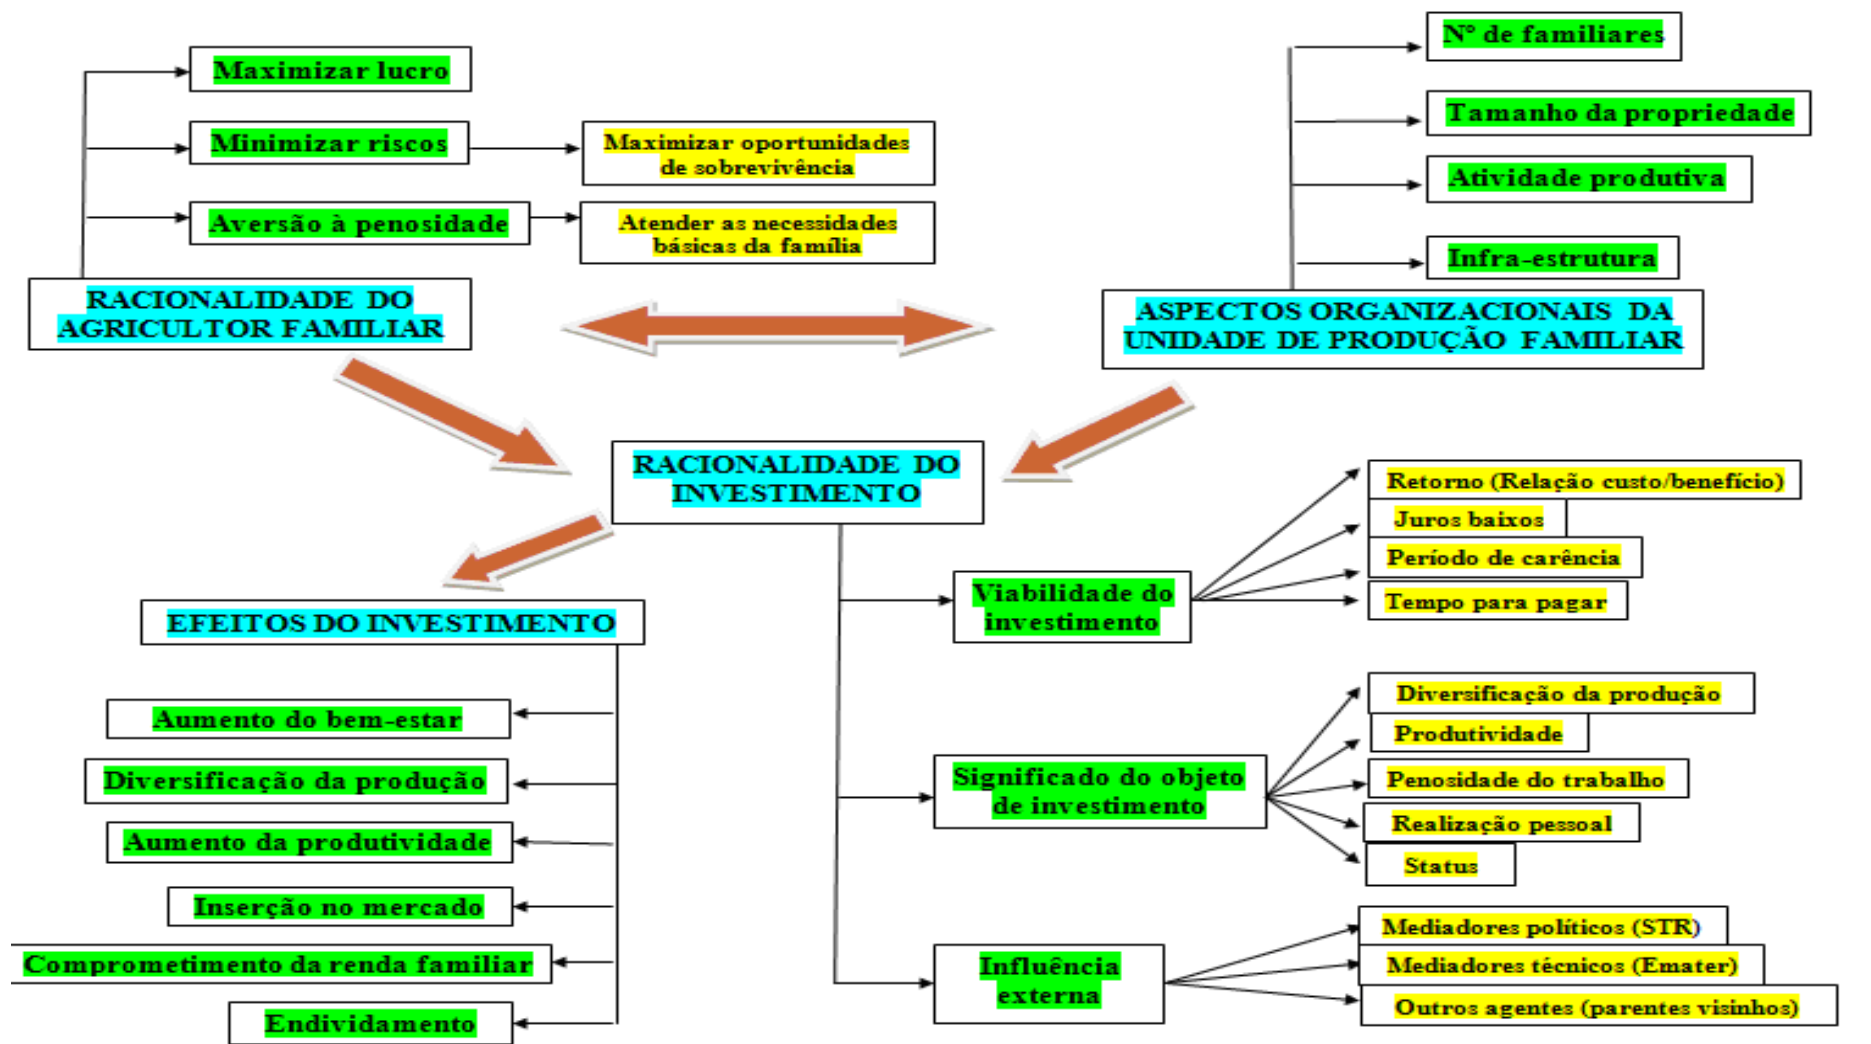 Maximizar lucro
Minimizar riscos
Maximizar oportunidades
de sobrevivência
Aversão à penosidade
Atender as necessidades
básicas da família
RACIONALIDADE DO
AGRICULTOR FAMILIAR
Nº de familiares
Tamanho da propriedade
Atividade produtiva
Infra-estrutura
ASPECTOS ORGANIZACIONAIS DA
UNIDADE DE PRODUÇÃO FAMILIAR
RACIONALIDADE DO
INVESTIMENTO
Viabilidade do
investimento
Retorno (Relação custo/benefício)
Juros baixos
Período de carência
Tempo para pagar
Significado do objeto
de investimento
Diversificação da produção
Produtividade
Penosidade do trabalho
Realização pessoal
Status
Influência
externa
Mediadores políticos (STR)
Mediadores técnicos (Emater)
Outros agentes (parentes visinhos)
EFEITOS DO INVESTIMENTO
Aumento do bem-estar
Diversificação da produção
Aumento da produtividade
Inserção no mercado
Comprometimento da renda familiar
Endividamento